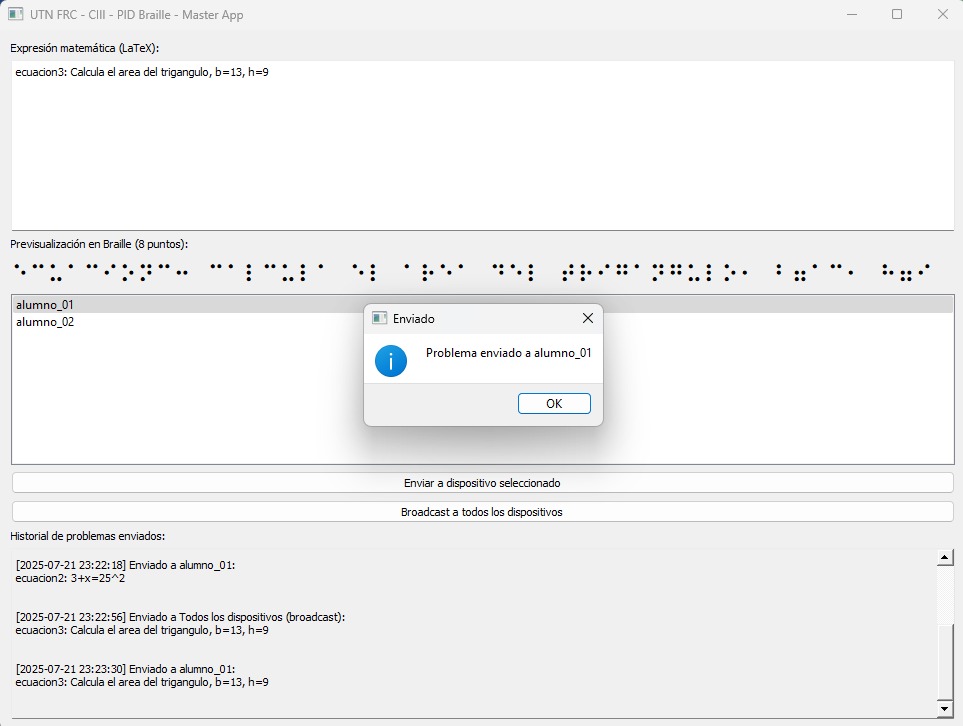 UTN FRC - CIII - PID Braille - Master App
Expresión matemática (LaTeX):
ecuacion3: Calcula el area del trigangulo, b=13, h=9
Previsualización en Braille (8 puntos):
alumno_01
alumno_02
Enviado
Problema enviado a alumno_01
OK
Enviar a dispositivo seleccionado
Broadcast a todos los dispositivos
Historial de problemas enviados:
[2025-07-21 23:22:18] Enviado a alumno_01:
ecuacion2: 3+x=25^2
[2025-07-21 23:22:56] Enviado a Todos los dispositivos (broadcast):
ecuacion3: Calcula el area del trigangulo, b=13, h=9
[2025-07-21 23:23:30] Enviado a alumno_01:
ecuacion3: Calcula el area del trigangulo, b=13, h=9